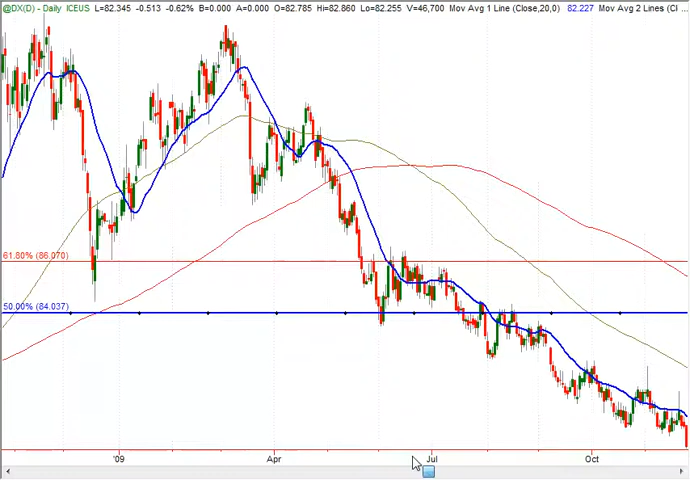 @DX(D) - Daily ICEUS L=82.345 -0.513 -0.62% B=0.000 A=0.000 O=82.785 Hi=82.860 Lo=82.255 V=46,700 Mov Avg 1 Line (Close,20,0) 82.227 Mov Avg 2 Lines (Cl ...
61.80% (86.070)
50.00% (84.037)
'09 Apr Jul Oct